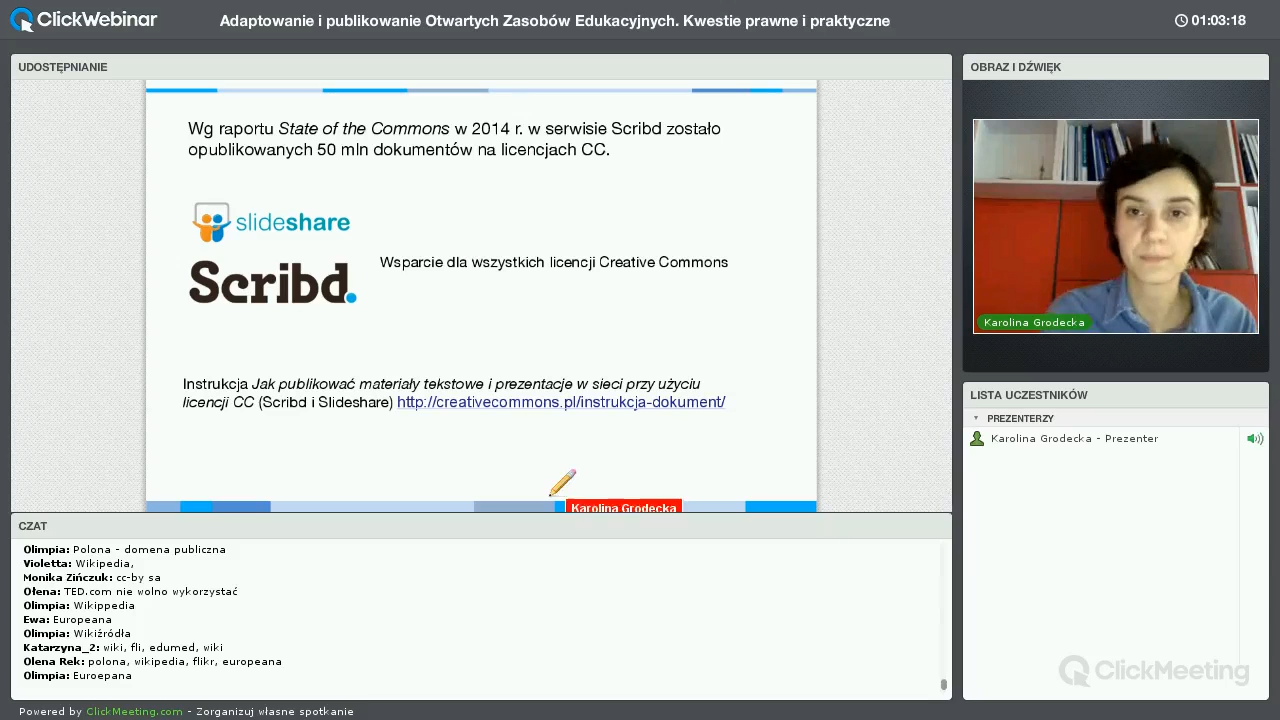 ClickWebinar
Adaptowanie i publikowanie Otwartych Zasobów Edukacyjnych. Kwestie prawne i praktyczne
01:03:18
UDOSTĘPNIANIE
Wg raportu State of the Commons w 2014 r. w serwisie Scribd zostało
opublikowanych 50 mln dokumentów na licencjach CC.
slideshare
Scribd.
Wsparcie dla wszystkich licencji Creative Commons
Instrukcja Jak publikować materiały tekstowe i prezentacje w sieci przy użyciu
licencji CC (Scribd i Slideshare) http://creativecommons.pl/instrukcja-dokument/
Karolina Grodecka
OBRAZ I DŹWIĘK
Karolina Grodecka
LISTA UCZESTNIKÓW
PREZENTERZY
Karolina Grodecka - Prezenter
CZAT
Olimpia: Polona - domena publiczna
Violetta: Wikipedia,
Monika Zińczuk: cc-by sa
Ołena: TED.com nie wolno wykorzystać
Olimpia: Wikippedia
Ewa: Europeana
Olimpia: Wikiźródła
Katarzyna_2: wiki, fli, edumed, wiki
Olena Rek: polona, wikipedia, flikr, europeana
Olimpia: Euroepana
ClickMeeting
Powered by ClickMeeting.com - Zorganizuj własne spotkanie